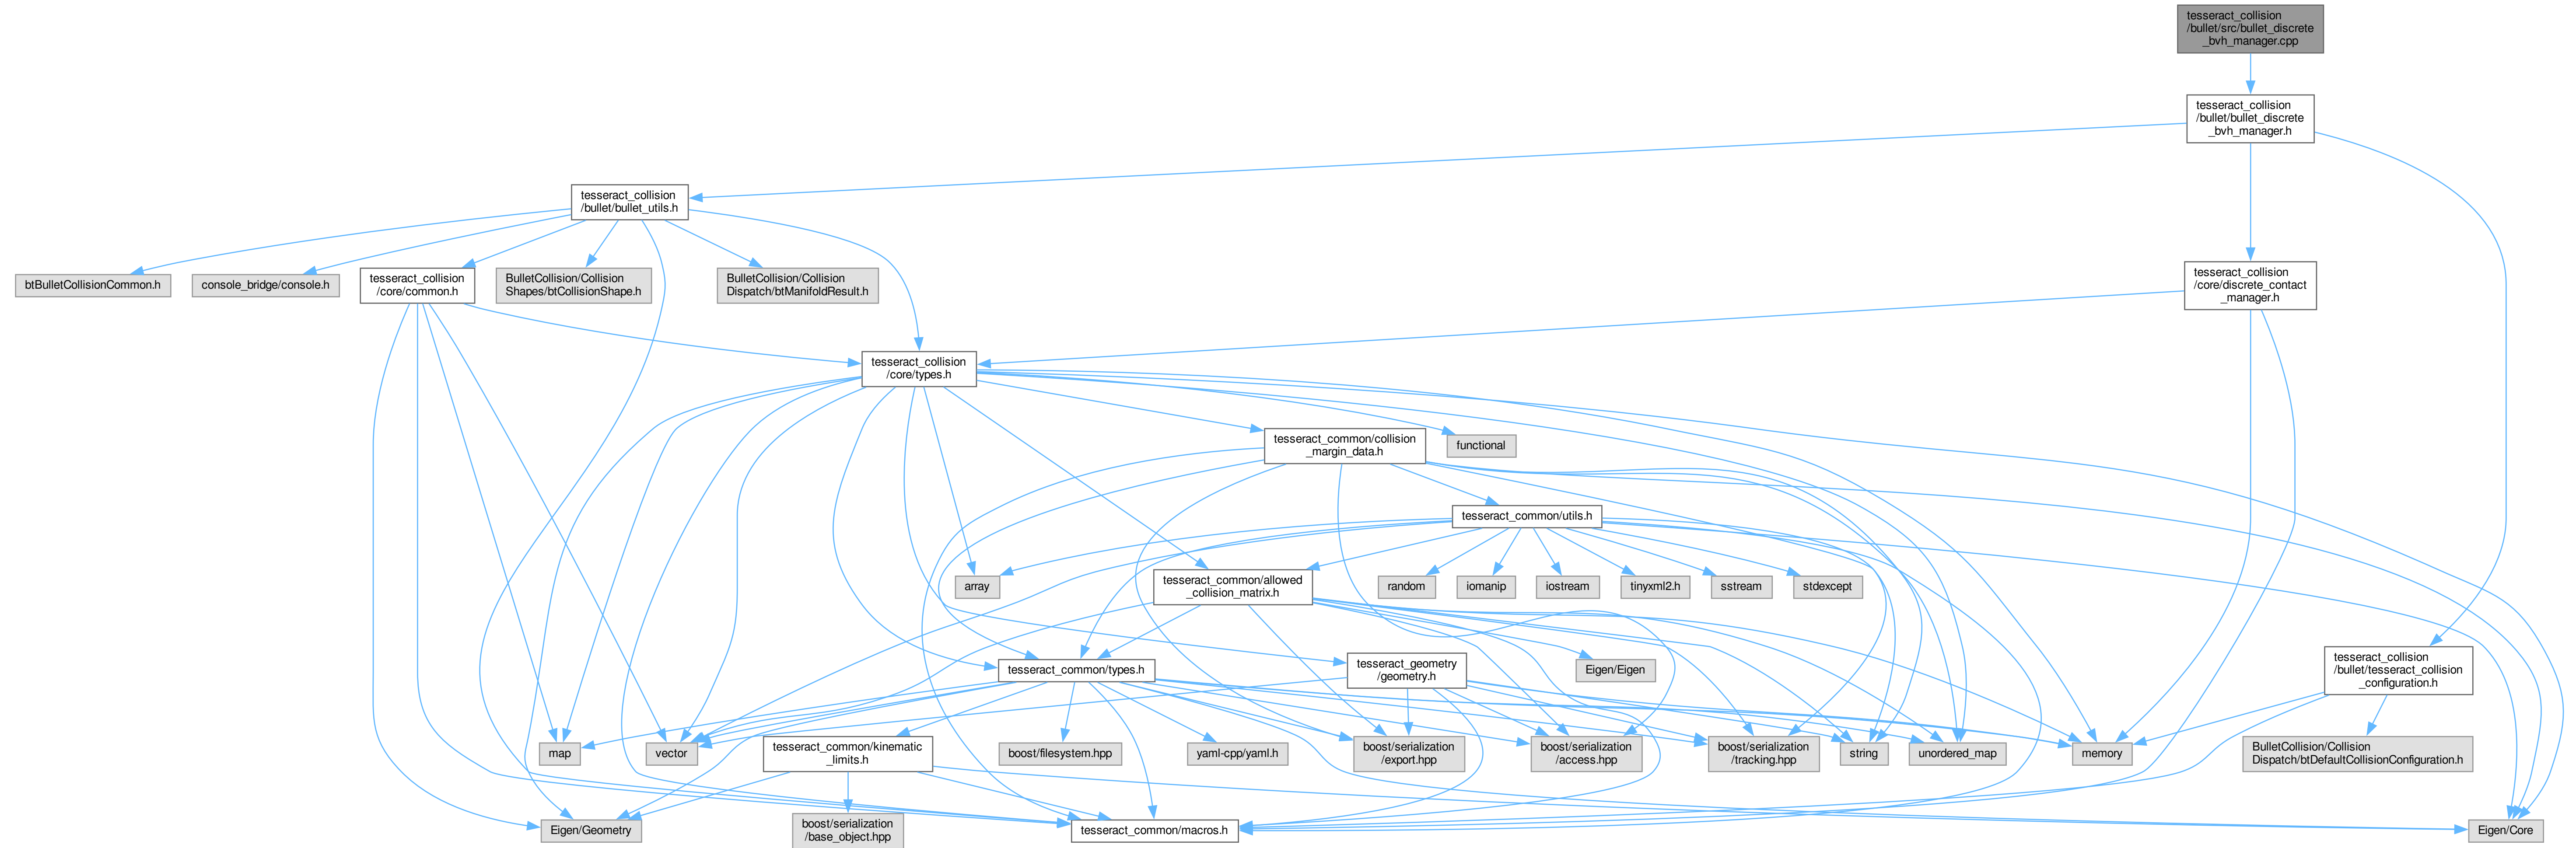 tesseract_collision
/bullet/src/bullet_discrete
_bvh_manager.cpp
tesseract_collision
/bullet/bullet_discrete
_bvh_manager.h
tesseract_collision
/bullet/bullet_utils.h
btBulletCollisionCommon.h
console_bridge/console.h
tesseract_collision
/core/common.h
BulletCollision/Collision
Shapes/btCollisionShape.h
BulletCollision/Collision
Dispatch/btManifoldResult.h
tesseract_collision
/core/discrete_contact
_manager.h
tesseract_collision
/core/types.h
tesseract_common/collision
_margin_data.h
functional
tesseract_common/utils.h
array
tesseract_common/allowed
_collision_matrix.h
random
iomanip
iostream
tinyxml2.h
sstream
stdexcept
tesseract_common/types.h
tesseract_geometry
/geometry.h
Eigen/Eigen
tesseract_collision
/bullet/tesseract_collision
_configuration.h
map
vector
tesseract_common/kinematic
_limits.h
boost/filesystem.hpp
yaml-cpp/yaml.h
boost/serialization
/export.hpp
boost/serialization
/access.hpp
boost/serialization
/tracking.hpp
string
unordered_map
memory
BulletCollision/Collision
Dispatch/btDefaultCollisionConfiguration.h
Eigen/Geometry
boost/serialization
/base_object.hpp
tesseract_common/macros.h
Eigen/Core